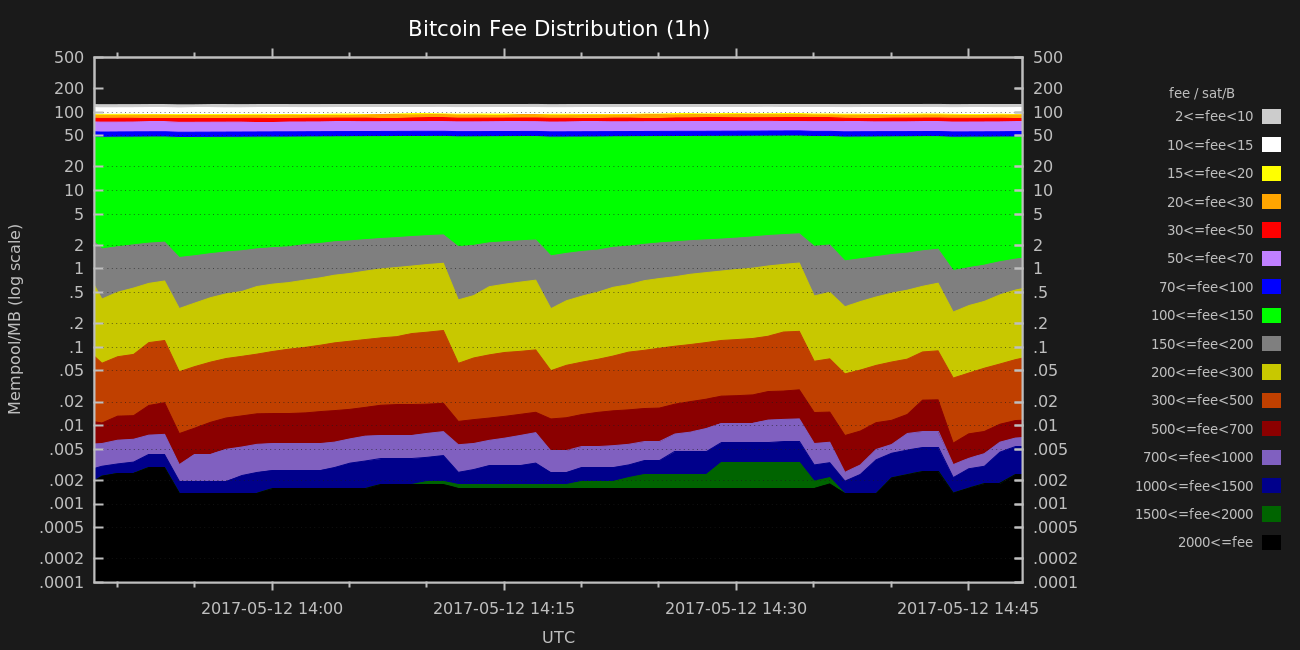 Bitcoin Fee Distribution (1h)
Mempool/MB (log scale)
500
200
100
50
20
10
5
2
1
.5
.2
.1
.05
.02
.01
.005
.002
.001
.0005
.0002
.0001
500
200
100
50
20
10
5
2
1
.5
.2
.1
.05
.02
.01
.005
.002
.001
.0005
.0002
.0001
fee / sat/B
2<=fee<10
10<=fee<15
15<=fee<20
20<=fee<30
30<=fee<50
50<=fee<70
70<=fee<100
100<=fee<150
150<=fee<200
200<=fee<300
300<=fee<500
500<=fee<700
700<=fee<1000
1000<=fee<1500
1500<=fee<2000
2000<=fee
2017-05-12 14:00 2017-05-12 14:15 2017-05-12 14:30 2017-05-12 14:45
UTC